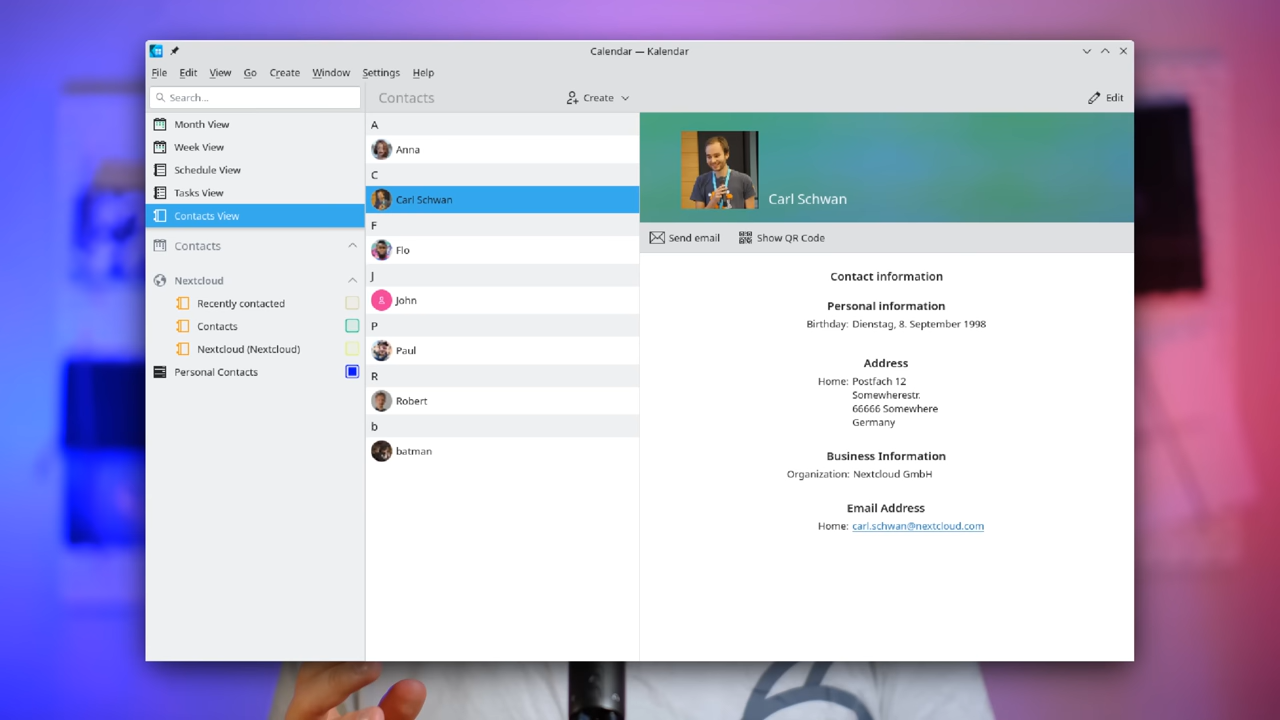 Calendar — Kalendar
File Edit View Go Create Window Settings Help
Search...
Contacts
Create
Edit
Month View
Week View
Schedule View
Tasks View
Contacts View
Contacts
Nextcloud
Recently contacted
Contacts
Nextcloud (Nextcloud)
Personal Contacts
A
Anna
C
Carl Schwan
F
Flo
J
John
P
Paul
R
Robert
b
batman
Carl Schwan
Send email
Show QR Code
Contact information
Personal information
Birthday: Dienstag, 8. September 1998
Address
Home: Postfach 12
Somewherestr.
66666 Somewhere
Germany
Business Information
Organization: Nextcloud GmbH
Email Address
Home: carl.schwan@nextcloud.com